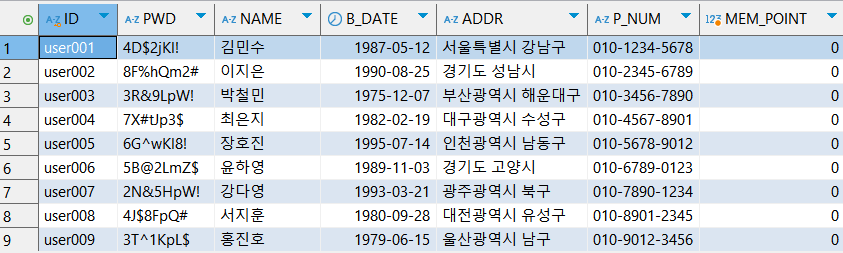 ID PWD NAME B_DATE ADDR P_NUM 123 MEM_POINT
1 user001 4D$2jKl! 김민수 1987-05-12 서울특별시 강남구 010-1234-5678 0
2 user002 8F%hQm2# 이지은 1990-08-25 경기도 성남시 010-2345-6789 0
3 user003 3R&9LpW! 박철민 1975-12-07 부산광역시 해운대구 010-3456-7890 0
4 user004 7X#tJp3$ 최은지 1982-02-19 대구광역시 수성구 010-4567-8901 0
5 user005 6G^wKl8! 장호진 1995-07-14 인천광역시 남동구 010-5678-9012 0
6 user006 5B@2LmZ$ 윤하영 1989-11-03 경기도 고양시 010-6789-0123 0
7 user007 2N&5HpW! 강다영 1993-03-21 광주광역시 북구 010-7890-1234 0
8 user008 4J$8FpQ# 서지훈 1980-09-28 대전광역시 유성구 010-8901-2345 0
9 user009 3T^1KpL$ 홍진호 1979-06-15 울산광역시 남구 010-9012-3456 0